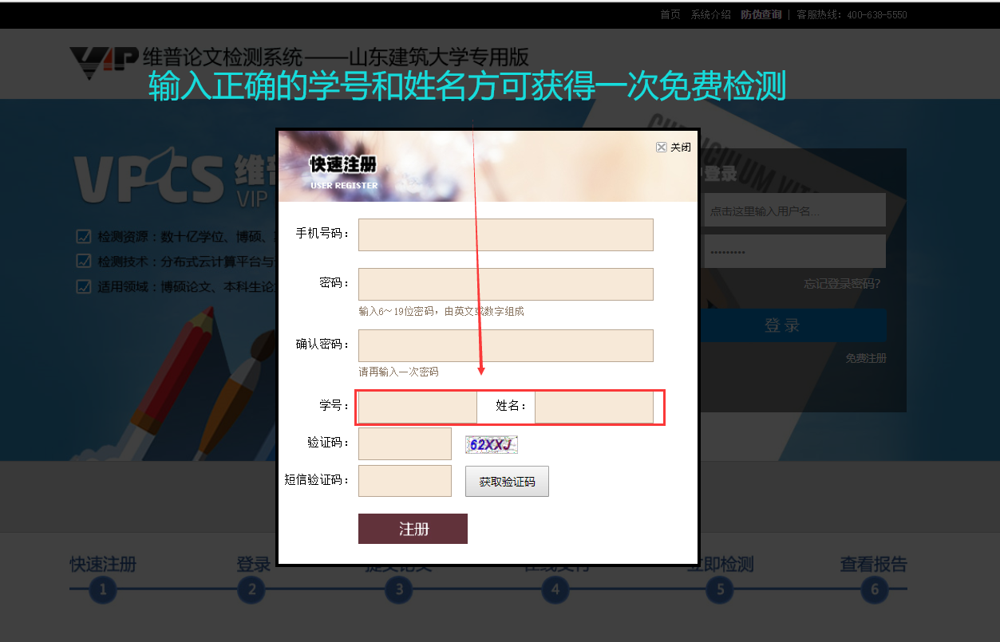 首页 系统介绍 防伪查询 | 客服热线：400-638-5550
VIP 维普论文检测系统——山东建筑大学专用版
输入正确的学号和姓名方可获得一次免费检测
关闭
快速注册
USER REGISTER
CURRICULUM VITAE
VPCS 维普
VIP
登录
点击这里输入用户名...
•••••••••
检测资源：数十亿学位、博硕、
检测技术：分布式云计算平台与
适用领域：博硕论文、本科生论
忘记登录密码?
登 录
免费注册
手机号码：
密码：
输入6～19位密码，由英文或数字组成
确认密码：
请再输入一次密码
学号： 姓名：
验证码： 62XXJ
短信验证码： 获取验证码
注册
快速注册 登录 提交论文 在线支付 立即检测 查看报告
1 2 3 4 5 6